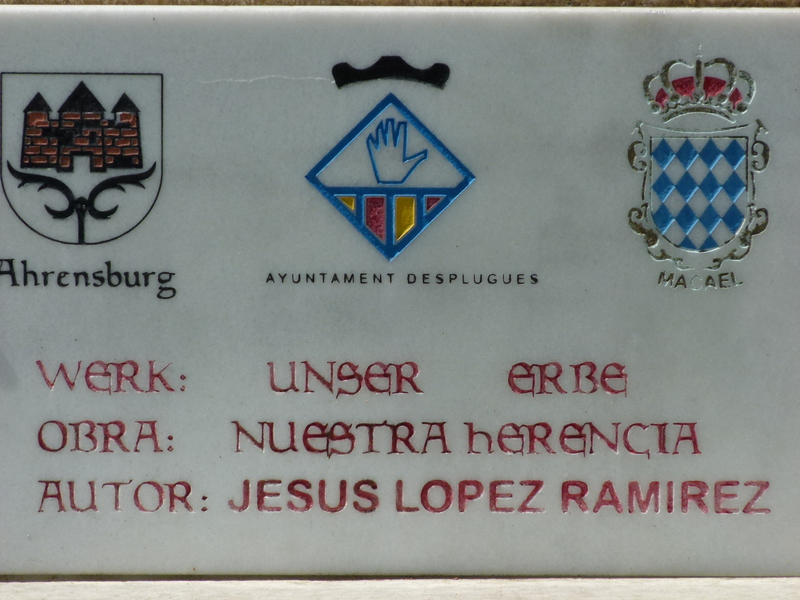 Ahrensburg
AYUNTAMENT DESPLUGUES
MACAEL
WERK: UNSER ERBE
OBRA: NUESTRA hERENCIA
AUTOR: JESUS LOPEZ RAMIREZ